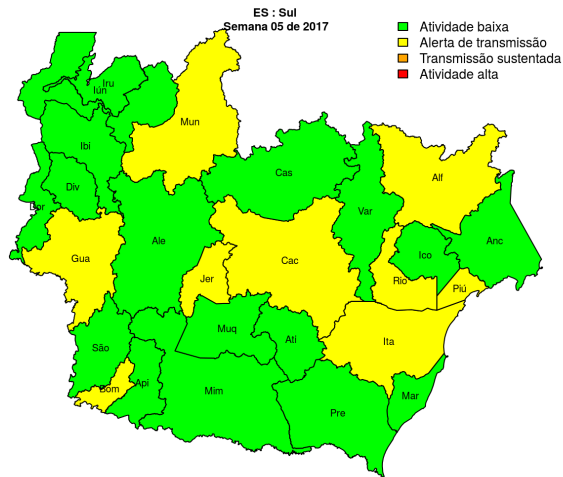 ES : Sul
Semana 05 de 2017
Atividade baixa
Alerta de transmissão
Transmissão sustentada
Atividade alta
Iru
Iún
Mun
Ibi
Cas
Alf
Div
Dor
Var
Ale
Anc
Gua
Ico
Cac
Jer
Rio
Piú
Muq
Ati
Ita
São
Bom
Api
Mim
Mar
Pre